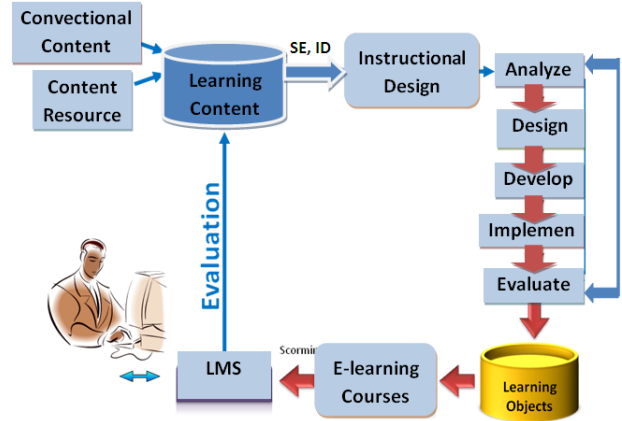 Convectional
Content
Content
Resource
Learning
Content
SE, ID
Instructional
Design
Analyze
Design
Develop
Implemen
Evaluate
Evaluation
LMS
Scormin
E-learning
Courses
Learning
Objects